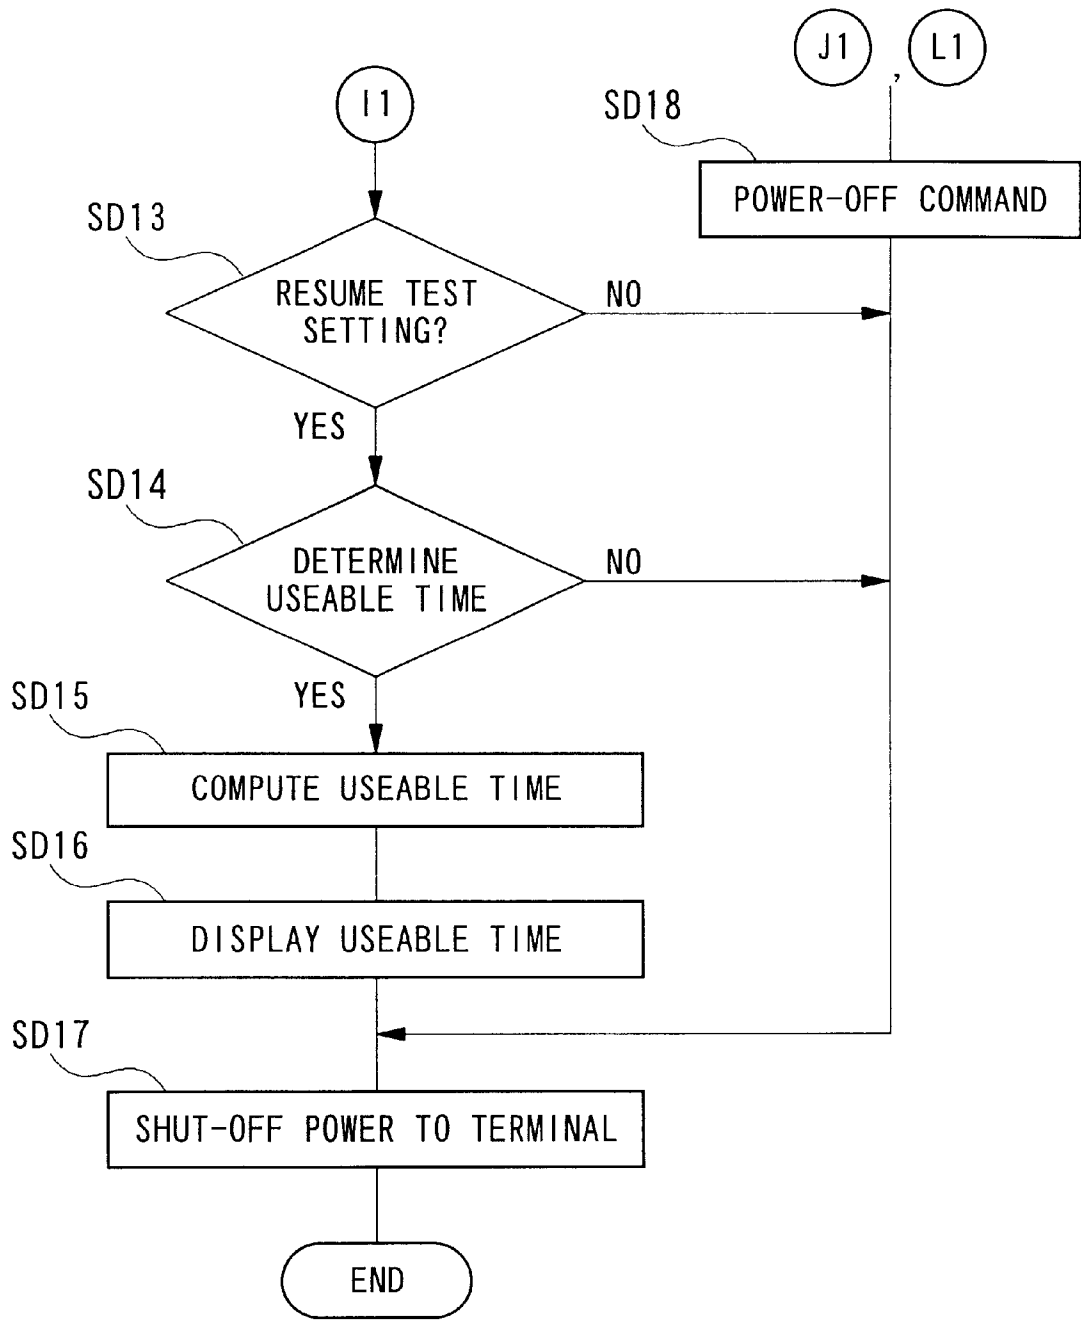 J1 , L1
I1
SD18
POWER-OFF COMMAND
SD13
RESUME TEST
SETTING?
NO
YES
SD14
DETERMINE
USEABLE TIME
NO
YES
SD15
COMPUTE USEABLE TIME
SD16
DISPLAY USEABLE TIME
SD17
SHUT-OFF POWER TO TERMINAL
END